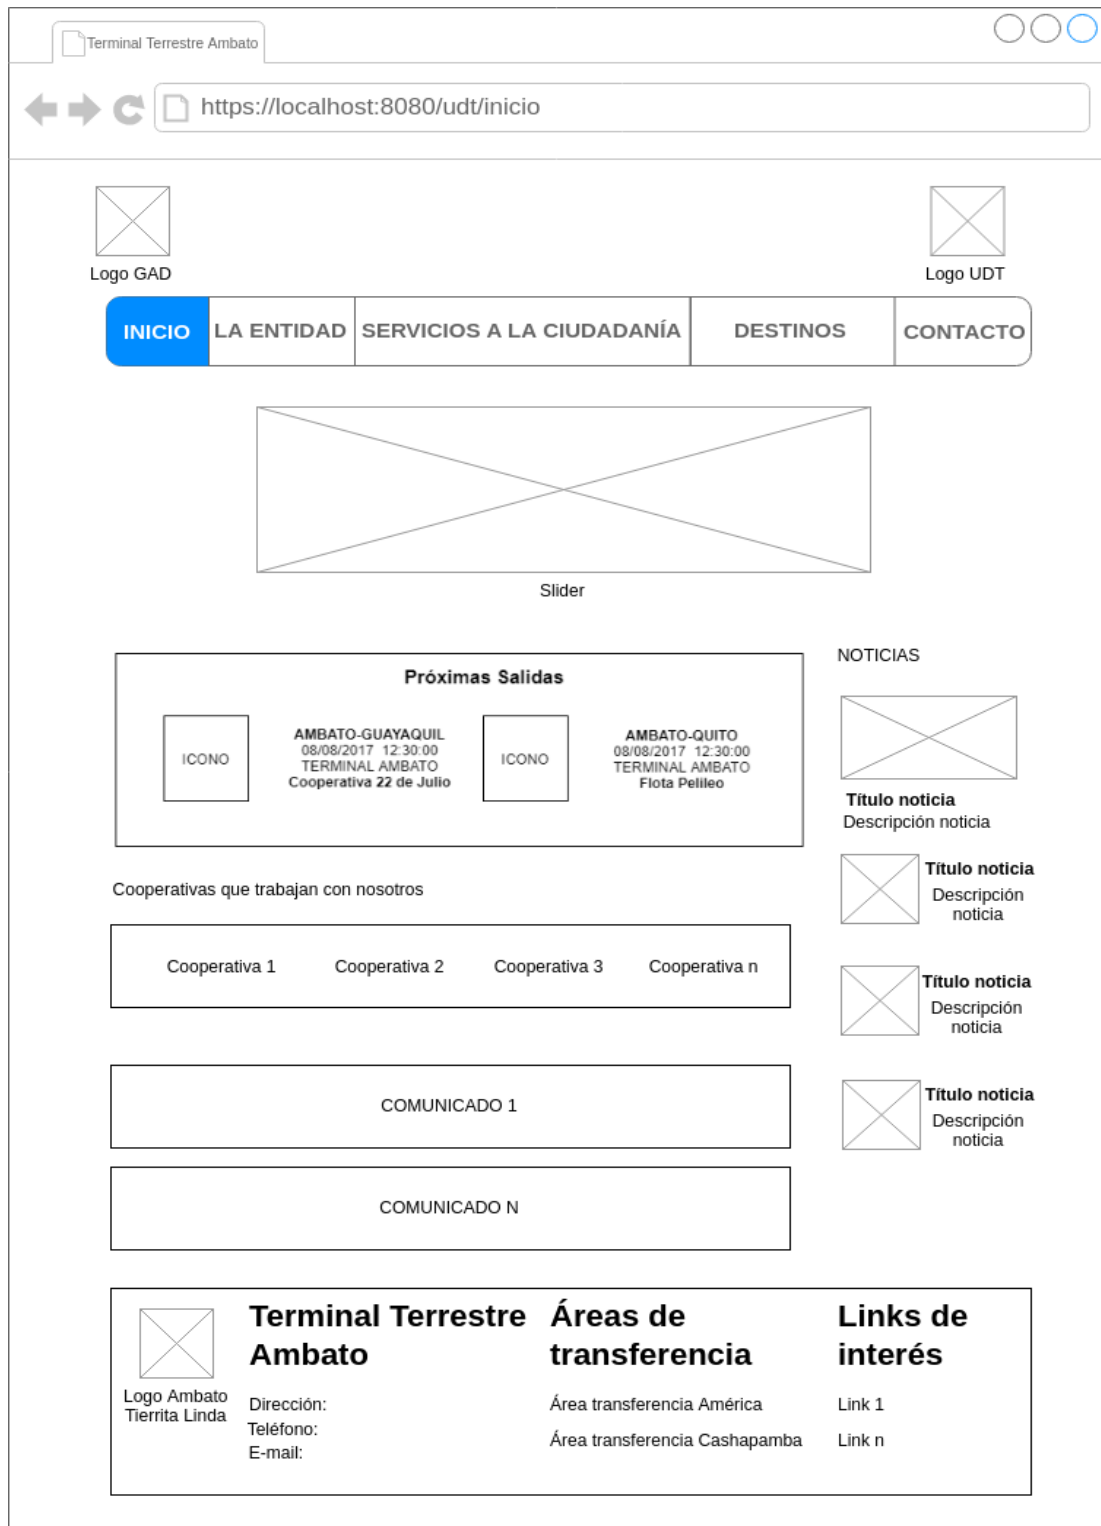 Terminal Terrestre Ambato
https://localhost:8080/udt/inicio
Logo GAD
Logo UDT
INICIO
LA ENTIDAD
SERVICIOS A LA CIUDADANÍA
DESTINOS
CONTACTO
Slider
Próximas Salidas
ICONO
AMBATO-GUAYAQUIL
08/08/2017 12:30:00
TERMINAL AMBATO
Cooperativa 22 de Julio
ICONO
AMBATO-QUITO
08/08/2017 12:30:00
TERMINAL AMBATO
Flota Pelileo
Cooperativas que trabajan con nosotros
Cooperativa 1
Cooperativa 2
Cooperativa 3
Cooperativa n
COMUNICADO 1
COMUNICADO N
NOTICIAS
Título noticia
Descripción noticia
Título noticia
Descripción
noticia
Título noticia
Descripción
noticia
Título noticia
Descripción
noticia
Logo Ambato
Tierrita Linda
Terminal Terrestre
Ambato
Dirección:
Teléfono:
E-mail:
Áreas de
transferencia
Área transferencia América
Área transferencia Cashapamba
Links de
interés
Link 1
Link n